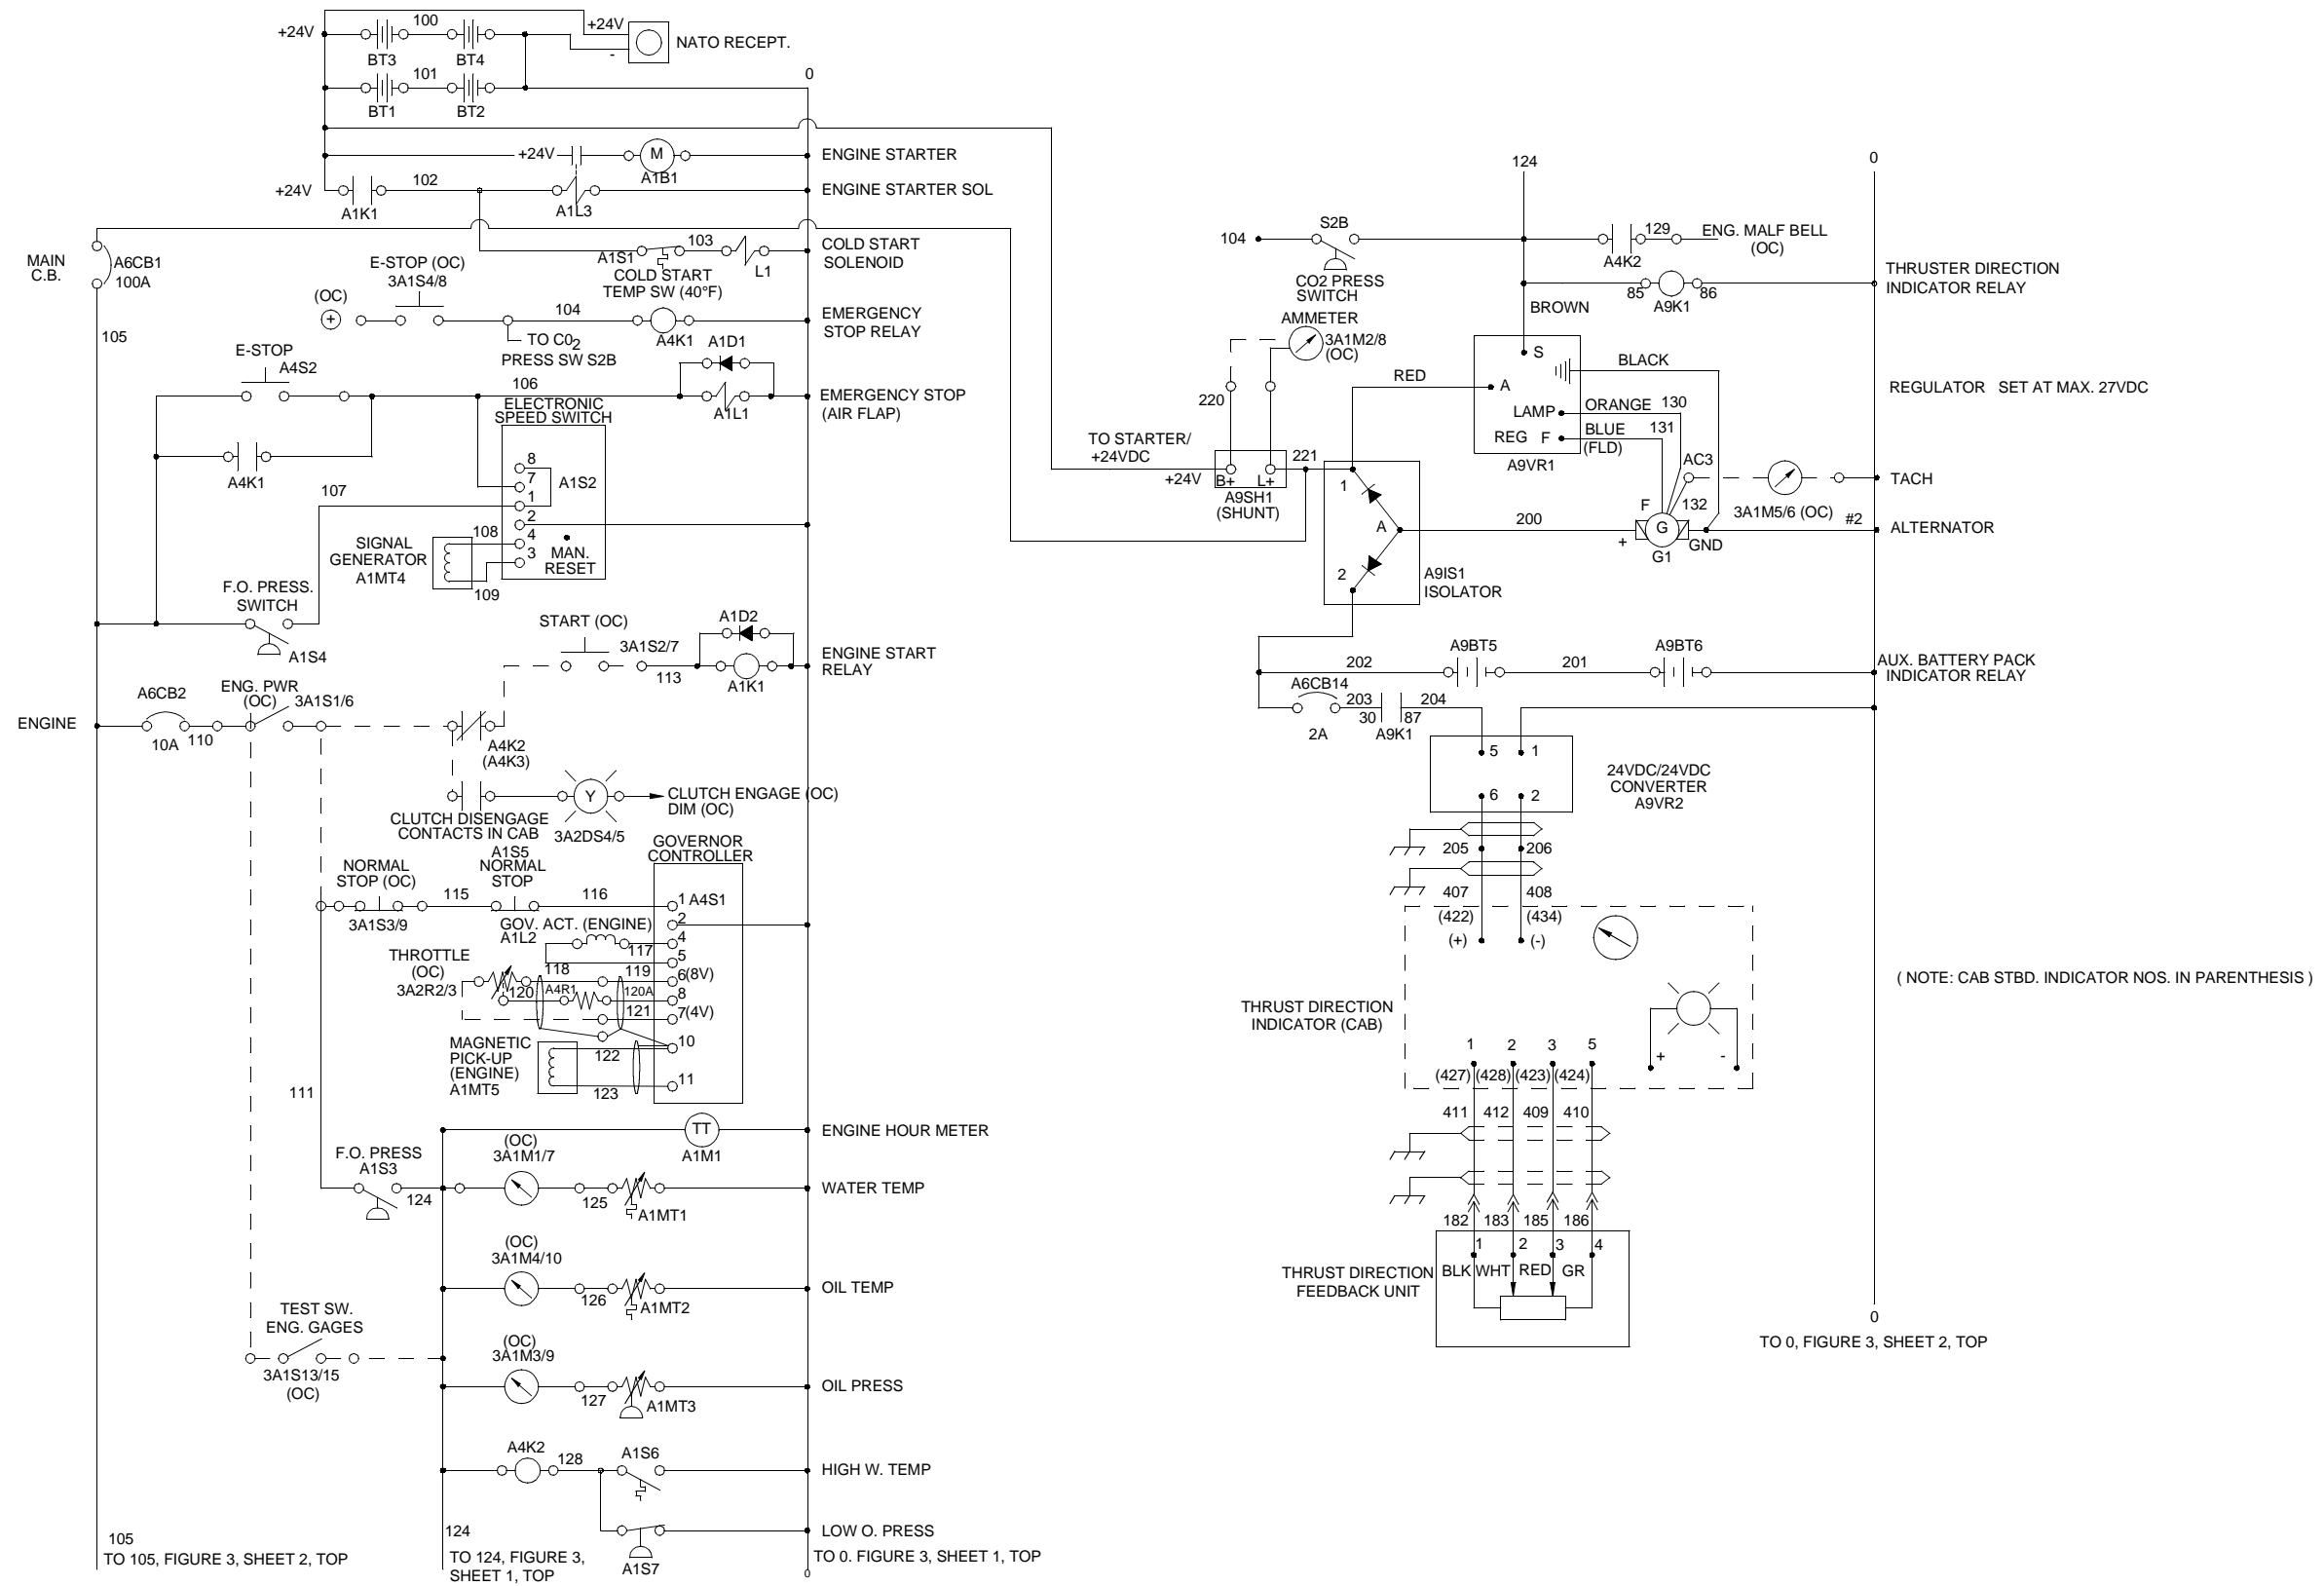 +24V
100
BT3
BT4
+24V
-
NATO RECEPT.
101
BT1
BT2
0
+24V
M
A1B1
ENGINE STARTER
+24V
102
A1K1
A1L3
ENGINE STARTER SOL
MAIN
C.B.
A6CB1
100A
105
A1S1
103
L1
COLD START
TEMP SW (40°F)
COLD START
SOLENOID
E-STOP (OC)
3A1S4/8
(OC)
+
104
TO C02
PRESS SW S2B
A4K1
EMERGENCY
STOP RELAY
E-STOP
A4S2
A1D1
106
A1L1
EMERGENCY STOP
(AIR FLAP)
A4K1
ELECTRONIC
SPEED SWITCH
8
7
1
2
4
3
A1S2
MAN.
RESET
107
108
109
SIGNAL
GENERATOR
A1MT4
F.O. PRESS.
SWITCH
A1S4
START (OC)
3A1S2/7
A1D2
113
A1K1
ENGINE START
RELAY
ENGINE
A6CB2
10A
110
ENG. PWR
(OC)
3A1S1/6
A4K2
(A4K3)
Y
CLUTCH ENGAGE (OC)
DIM (OC)
CLUTCH DISENGAGE
CONTACTS IN CAB
3A2DS4/5
NORMAL
STOP (OC)
3A1S3/9
115
A1S5
NORMAL
STOP
116
GOVERNOR
CONTROLLER
1
A4S1
2
4
5
6(8V)
8
7(4V)
10
11
GOV. ACT. (ENGINE)
A1L2
117
THROTTLE
(OC)
3A2R2/3
118
119
120
A4R1
120A
121
MAGNETIC
PICK-UP
(ENGINE)
A1MT5
122
123
111
TT
A1M1
ENGINE HOUR METER
F.O. PRESS
A1S3
124
(OC)
3A1M1/7
125
A1MT1
WATER TEMP
(OC)
3A1M4/10
126
A1MT2
OIL TEMP
TEST SW.
ENG. GAGES
3A1S13/15
(OC)
(OC)
3A1M3/9
127
A1MT3
OIL PRESS
A4K2
128
A1S6
HIGH W. TEMP
A1S7
LOW O. PRESS
105
TO 105, FIGURE 3, SHEET 2, TOP
124
TO 124, FIGURE 3,
SHEET 1, TOP
TO 0. FIGURE 3, SHEET 1, TOP
0
124
0
104
S2B
CO2 PRESS
SWITCH
A4K2
129
ENG. MALF BELL
(OC)
85
A9K1
86
THRUSTER DIRECTION
INDICATOR RELAY
BROWN
AMMETER
3A1M2/8
(OC)
220
S
A
LAMP
REG
F
A9VR1
RED
BLACK
ORANGE
130
BLUE
131
(FLD)
REGULATOR SET AT MAX. 27VDC
TO STARTER/
+24VDC
+24V
B+
L+
A9SH1
(SHUNT)
221
1
A
2
A9IS1
ISOLATOR
AC3
132
3A1M5/6 (OC)
TACH
200
F
G
+
G1
GND
#2
ALTERNATOR
202
A9BT5
201
A9BT6
AUX. BATTERY PACK
INDICATOR RELAY
A6CB14
2A
203
30
A9K1
87
204
5
1
6
2
24VDC/24VDC
CONVERTER
A9VR2
205
206
407
408
(422)
(434)
(+)
(-)
( NOTE: CAB STBD. INDICATOR NOS. IN PARENTHESIS )
THRUST DIRECTION
INDICATOR (CAB)
+
-
1
2
3
5
(427)
(428)
(423)
(424)
411
412
409
410
182
183
185
186
1
2
3
4
BLK
WHT
RED
GR
THRUST DIRECTION
FEEDBACK UNIT
0
TO 0, FIGURE 3, SHEET 2, TOP